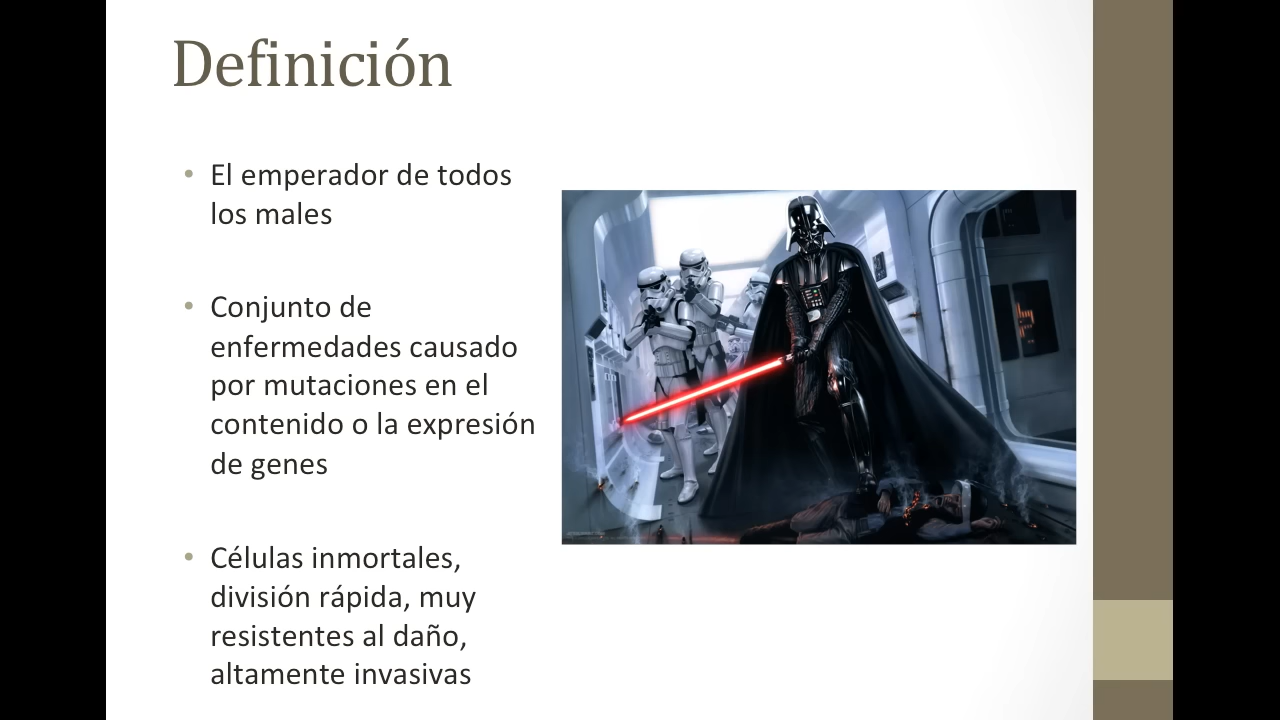 Definición
• El emperador de todos
los males
• Conjunto de
enfermedades causado
por mutaciones en el
contenido o la expresión
de genes
• Células inmortales,
división rápida, muy
resistentes al daño,
altamente invasivas